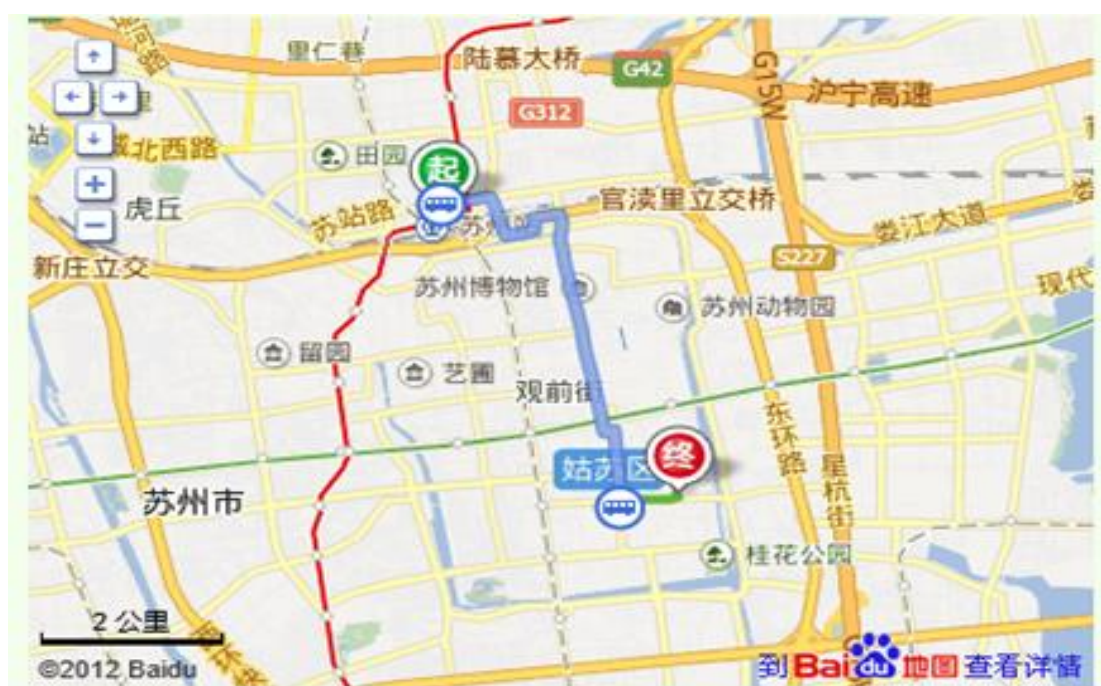 里仁巷
陆慕大桥
G42
G15W
沪宁高速
G312
站
城北西路
田园
起
虎丘
苏站路
苏州
官渎里立交桥
娄江大道
娄
新庄立交
S227
苏州博物馆
现代
苏州动物园
留园
艺圃
观前街
东环路
姑苏区
终
星杭街
苏州市
桂花公园
2 公里
©2012 Baidu
到Baidu地图查看详情